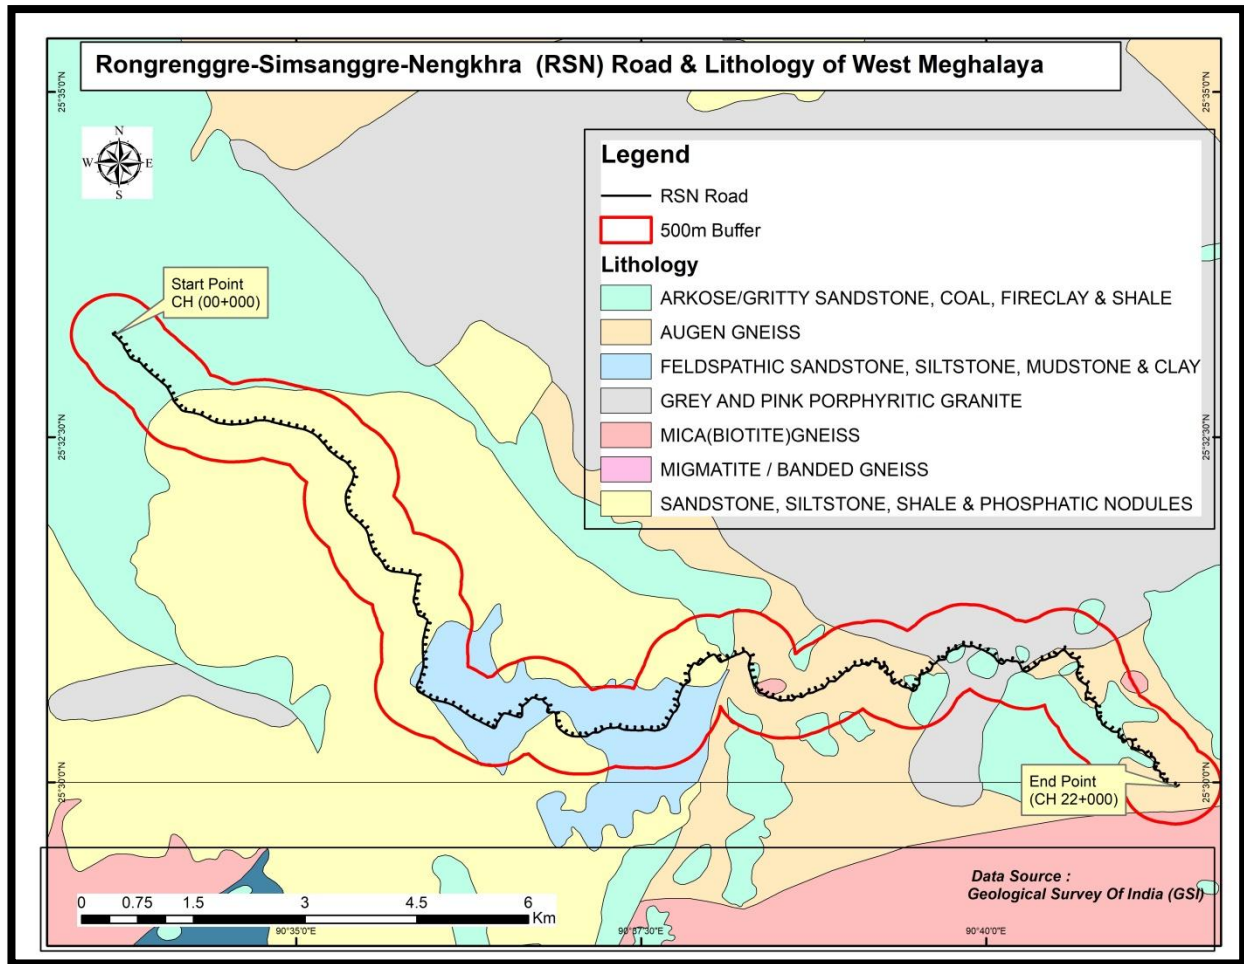 Rongrenggre-Simsanggre-Nengkhra (RSN) Road & Lithology of West Meghalaya
25°35'0"N
25°35'0"N
N
W
E
S
Legend
RSN Road
500m Buffer
Lithology
ARKOSE/GRITTY SANDSTONE, COAL, FIRECLAY & SHALE
AUGEN GNEISS
FELDSPATHIC SANDSTONE, SILTSTONE, MUDSTONE & CLAY
GREY AND PINK PORPHYRITIC GRANITE
MICA(BIOTITE)GNEISS
MIGMATITE / BANDED GNEISS
SANDSTONE, SILTSTONE, SHALE & PHOSPHATIC NODULES
Start Point
CH (00+000)
25°32'30"N
25°32'30"N
End Point
(CH 22+000)
25°30'0"N
25°30'0"N
Data Source :
Geological Survey Of India (GSI)
0 0.75 1.5 3 4.5 6
Km
90°35'0"E
90°37'30"E
90°40'0"E